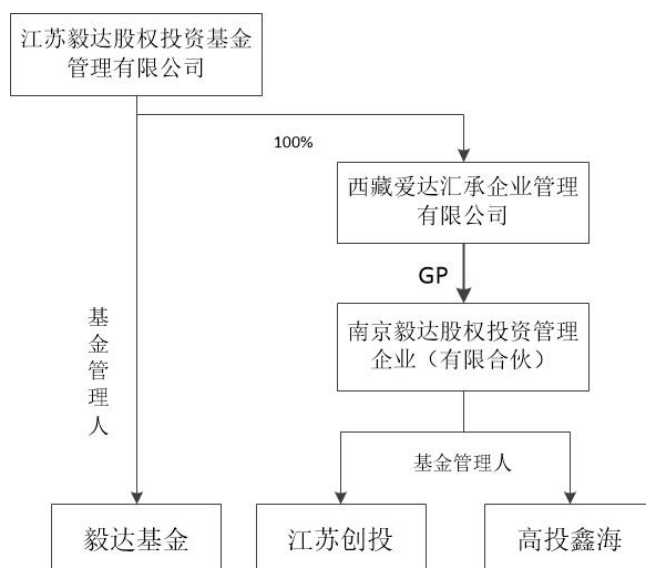 江苏毅达股权投资基金
管理有限公司
100%
西藏爱达汇承企业管理
有限公司
GP
南京毅达股权投资管理
企业（有限合伙）
基金管理人
基金管理人
毅达基金
江苏创投
高投鑫海